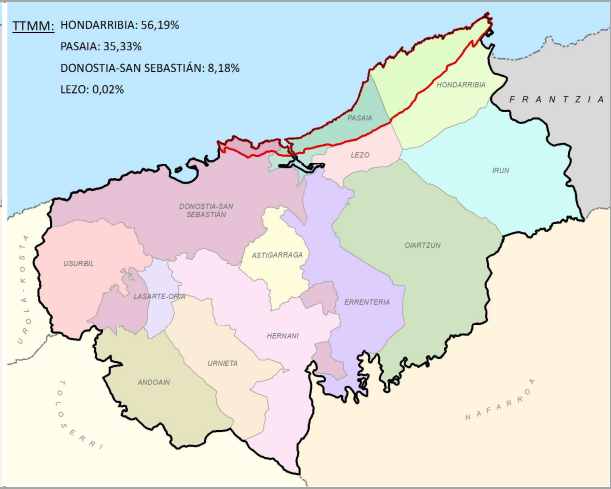 TTMM: HONDARRIBIA: 56,19%
PASAIA: 35,33%
DONOSTIA-SAN SEBASTIÁN: 8,18%
LEZO: 0,02%
HONDARRIBIA
FRANTZIA
PASAIA
LEZO
IRUN
DONOSTIA-SAN
SEBASTIÁN
OIARTZUN
ASTIGARRAGA
USURBIL
UROLA-KOSTA
LASARTE-ORIA
ERRENTERIA
HERNANI
URNIETA
ANDOAIN
TOLOSERRI
NAFARROA